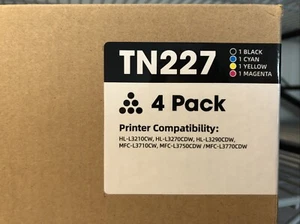 TN227
1 BLACK
1 CYAN
1 YELLOW
1 MAGENTA
4 Pack
Printer Compatibility:
HL-L3210CW, HL-L3270CDW, HL-L3290CDW,
MFC-L3710CW, MFC-L3750CDW /MFC-L3770CDW